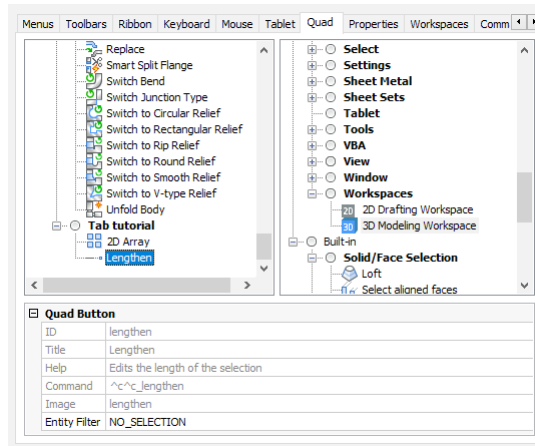 Menus Toolbars Ribbon Keyboard Mouse Tablet Quad Properties Workspaces Comm
Replace
Smart Split Flange
Switch Bend
Switch Junction Type
Switch to Circular Relief
Switch to Rectangular Relief
Switch to Rip Relief
Switch to Round Relief
Switch to Smooth Relief
Switch to V-type Relief
Unfold Body
Tab tutorial
2D Array
Lengthen
Select
Settings
Sheet Metal
Sheet Sets
Tablet
Tools
VBA
View
Window
Workspaces
2D 2D Drafting Workspace
3D 3D Modeling Workspace
Built-in
Solid/Face Selection
Loft
Select aligned faces
Quad Button
ID lengthen
Title Lengthen
Help Edits the length of the selection
Command ^c^c_lengthen
Image lengthen
Entity Filter NO_SELECTION